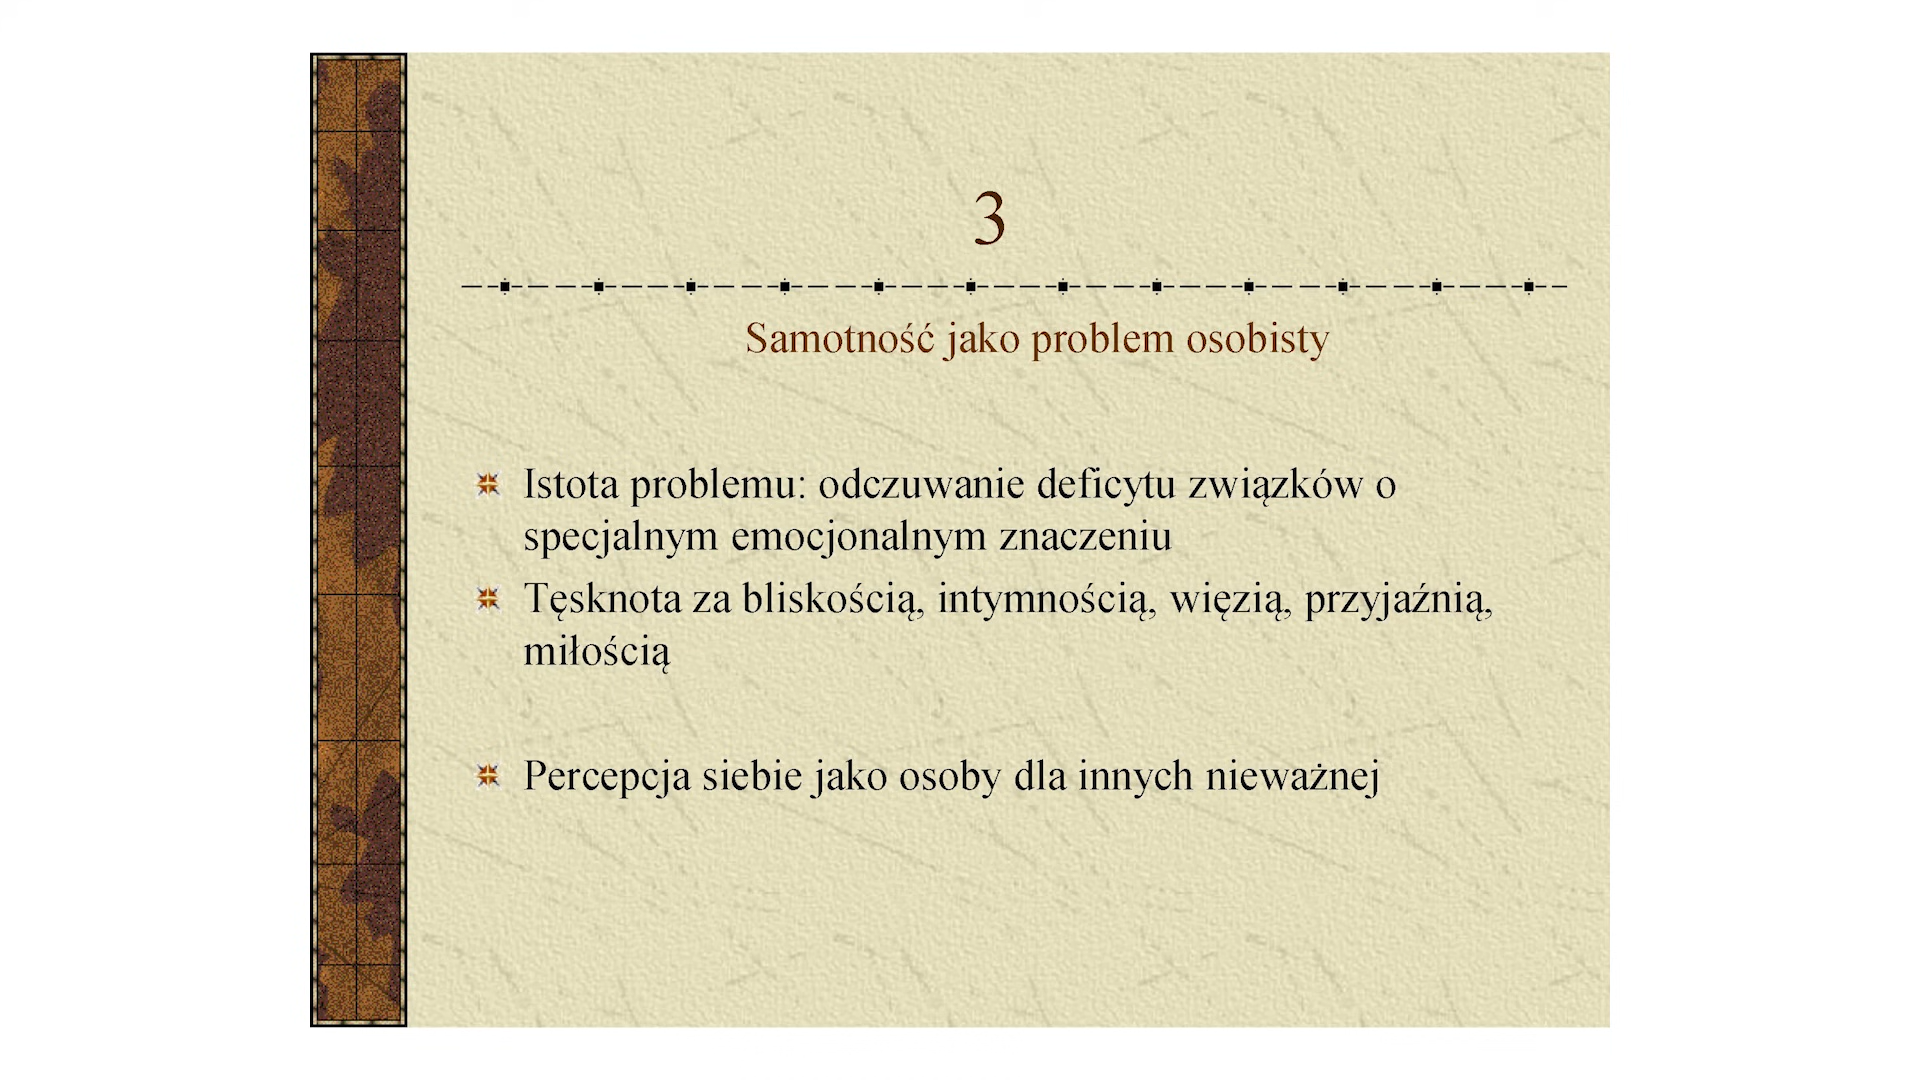 3
Samotność jako problem osobisty
Istota problemu: odczuwanie deficytu związków o
specjalnym emocjonalnym znaczeniu
Tęsknota za bliskością, intymnością, więzią, przyjaźnią,
miłością
Percepcja siebie jako osoby dla innych nieważnej